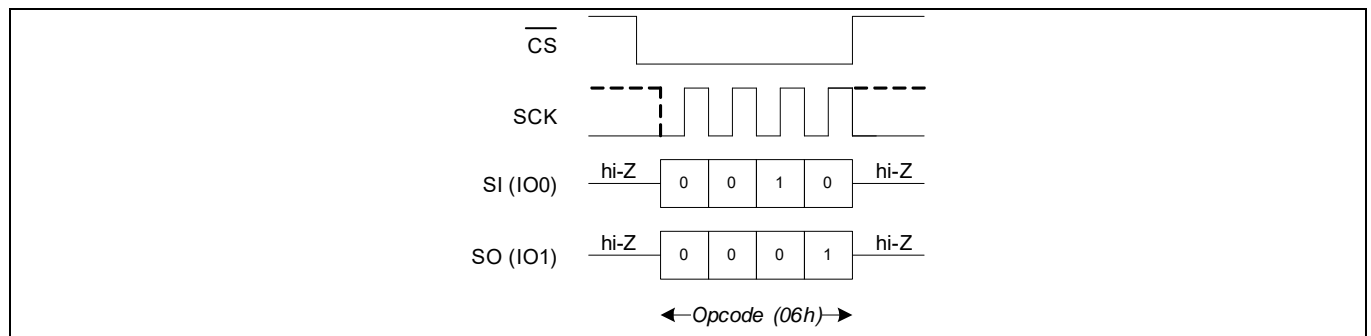 CS
SCK
hi-Z hi-Z
SI (IO0) 0 0 1 0
hi-Z hi-Z
SO (IO1) 0 0 0 1
Opcode (06h)